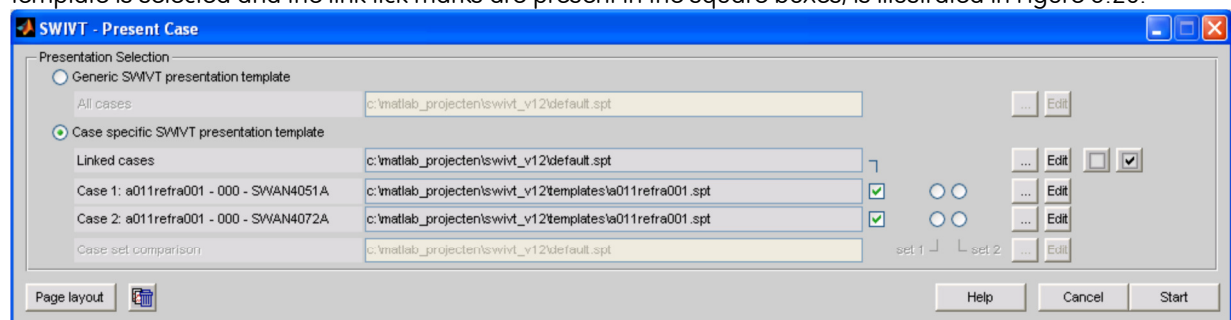 template is selected and the link tick marks are present in the square boxes, is illustrated in Figure
SWIVT - Present Case
Presentation Selection
Generic SWIVT presentation template
All cases c:\matlab_projecten\swivt_v12\default.spt ... Edit
Case specific SWIVT presentation template
Linked cases c:\matlab_projecten\swivt_v12\default.spt ... Edit
Case 1: a011refra001 - 000 - SWAN4051A c:\matlab_projecten\swivt_v12\templates\a011refra001.spt ... Edit
Case 2: a011refra001 - 000 - SWAN4072A c:\matlab_projecten\swivt_v12\templates\a011refra001.spt ... Edit
Case set comparison c:\matlab_projecten\swivt_v12\default.spt set 1 set 2 ... Edit
Page layout Help Cancel Start